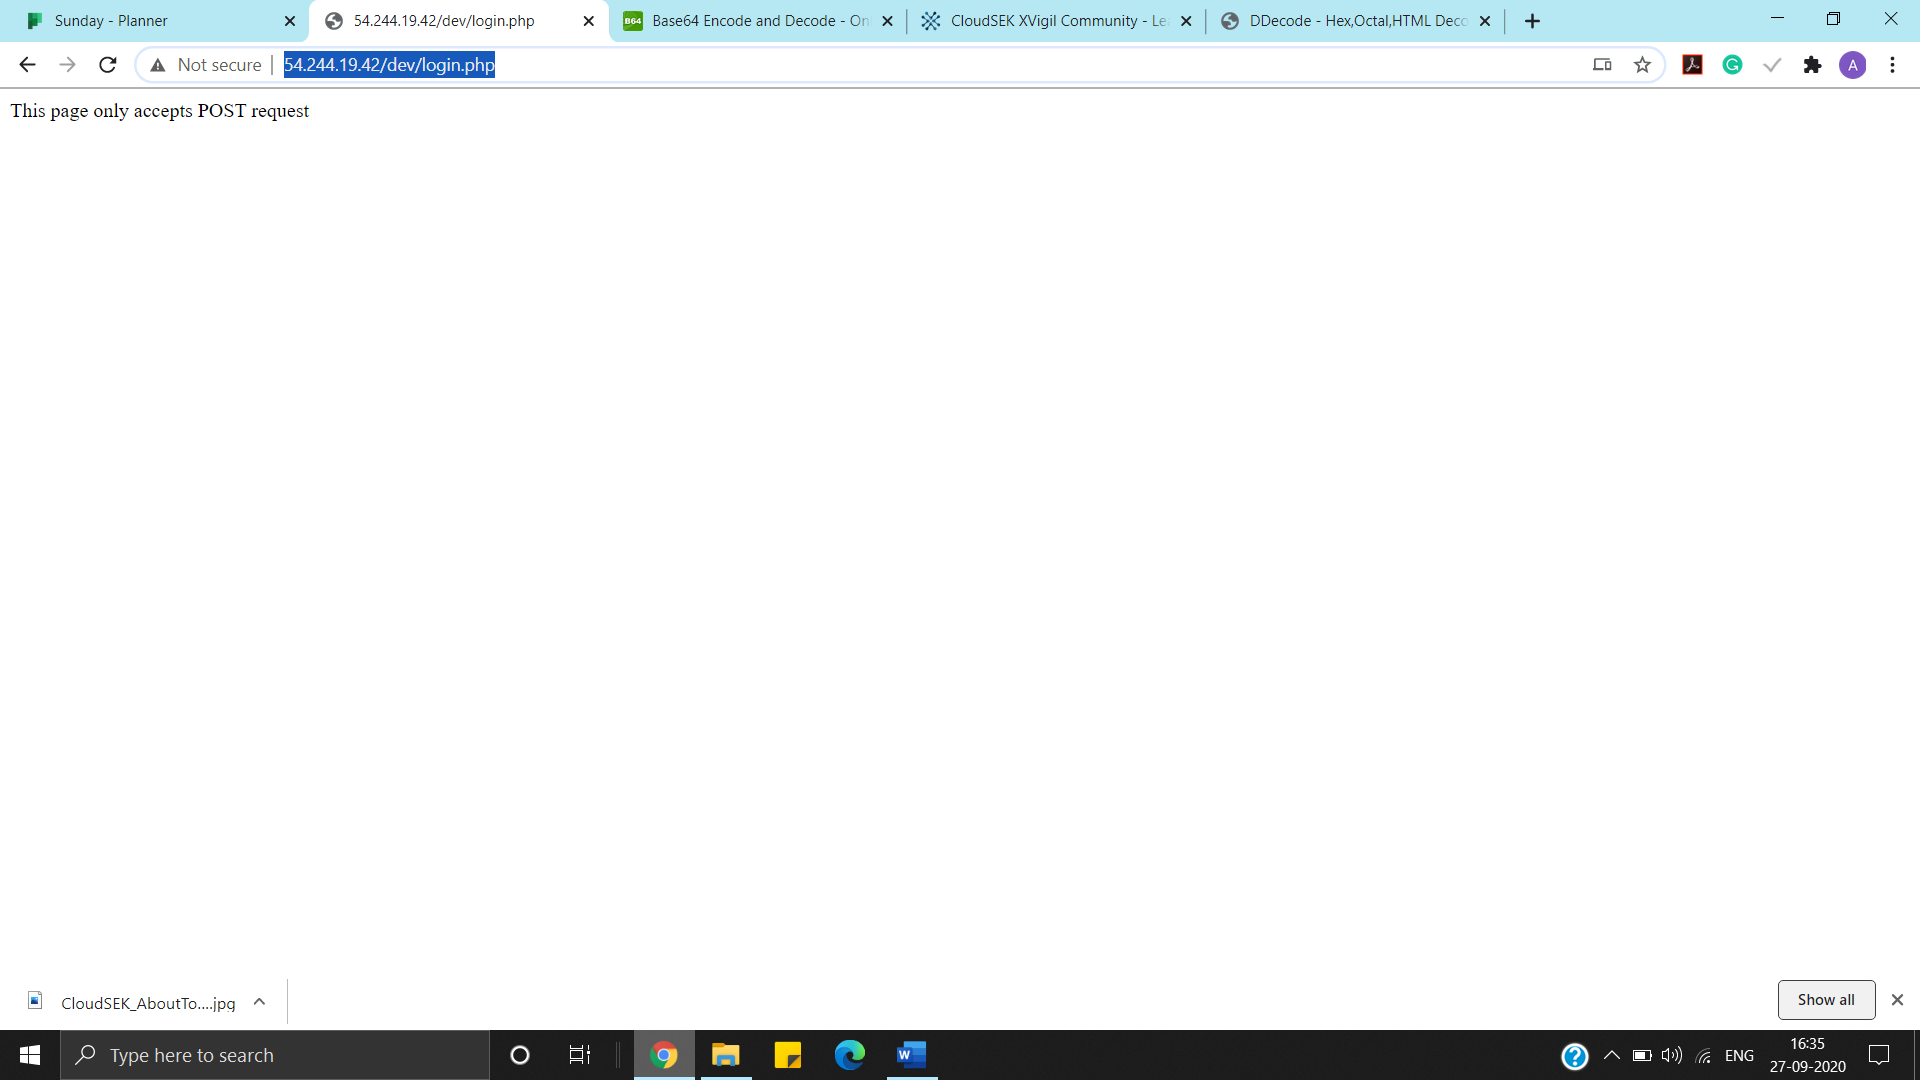 Sunday - Planner
54.244.19.42/dev/login.php
Base64 Encode and Decode - On
CloudSEK XVigil Community - Le
DDecode - Hex,Octal,HTML Deco
Not secure
54.244.19.42/dev/login.php
A
This page only accepts POST request
CloudSEK_AboutTo....jpg
Show all
Type here to search
ENG
16:35
27-09-2020